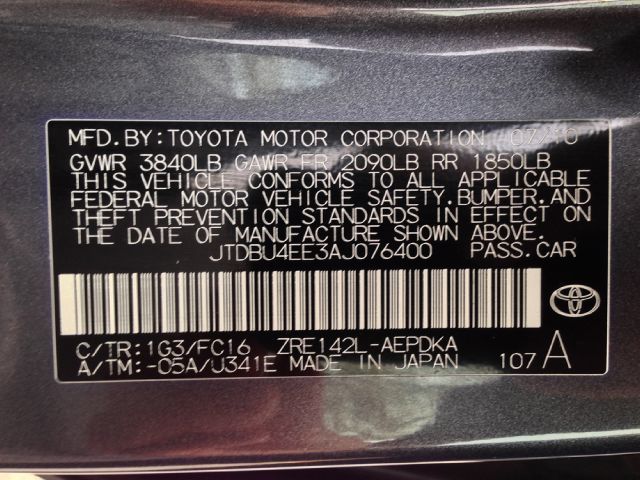 MFD.BY:TOYOTA MOTOR CORPORATION 07/10
GVWR 3840LB GAWR FR 2090LB RR 1850LB
THIS VEHICLE CONFORMS TO ALL APPLICABLE
FEDERAL MOTOR VEHICLE SAFETY.BUMPER.AND
THEFT PREVENTION STANDARDS IN EFFECT ON
THE DATE OF MANUFACTURE SHOWN ABOVE.
JTDBU4EE3AJ076400 PASS.CAR
C/TR:1G3/FC16 ZRE142L-AEPDKA
A/TM:-05A/U341E MADE IN JAPAN 107 A